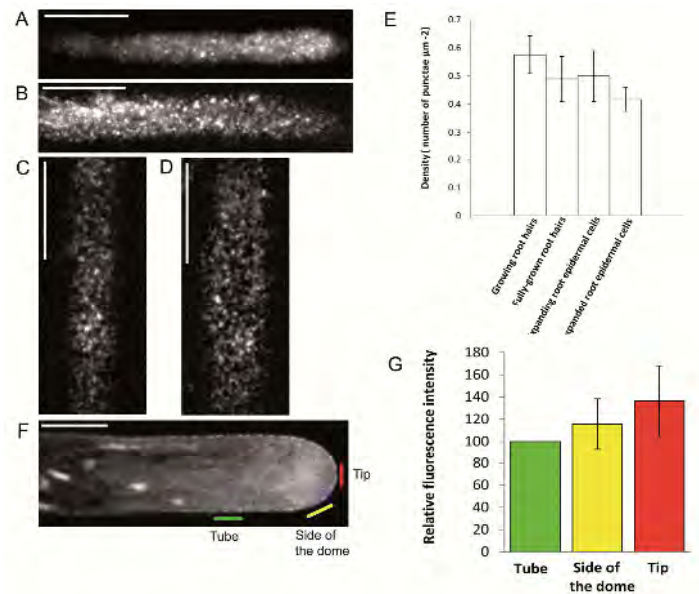 A
B
C
D
E
Density( number of punctae µm -2)
0.7
0.6
0.5
0.4
0.3
0.2
0.1
0
Growing root hairs
Fully-grown root hairs
xpanding root epidermal cells
xpanded root epidermal cells
F
Tip
Tube
Side of
the dome
G
Relative fluorescence intensity
180
160
140
120
100
80
60
40
20
0
Tube
Side of
the dome
Tip